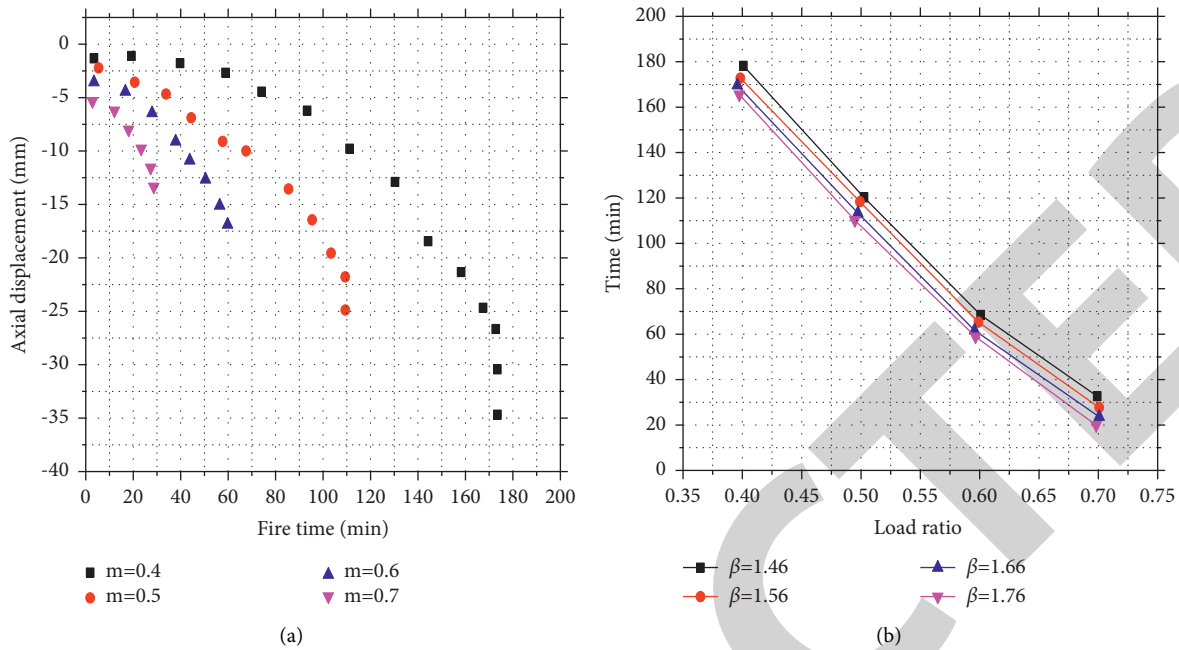 0
-5
-10
-15
-20
-25
-30
-35
-40
Axial displacement (mm)
0 20 40 60 80 100 120 140 160 180 200
Fire time (min)
m=0.4
m=0.5
m=0.6
m=0.7
(a)
200
180
160
140
120
100
80
60
40
20
0
Time (min)
0.35 0.40 0.45 0.50 0.55 0.60 0.65 0.70 0.75
Load ratio
β=1.46
β=1.56
β=1.66
β=1.76
(b)
CTE